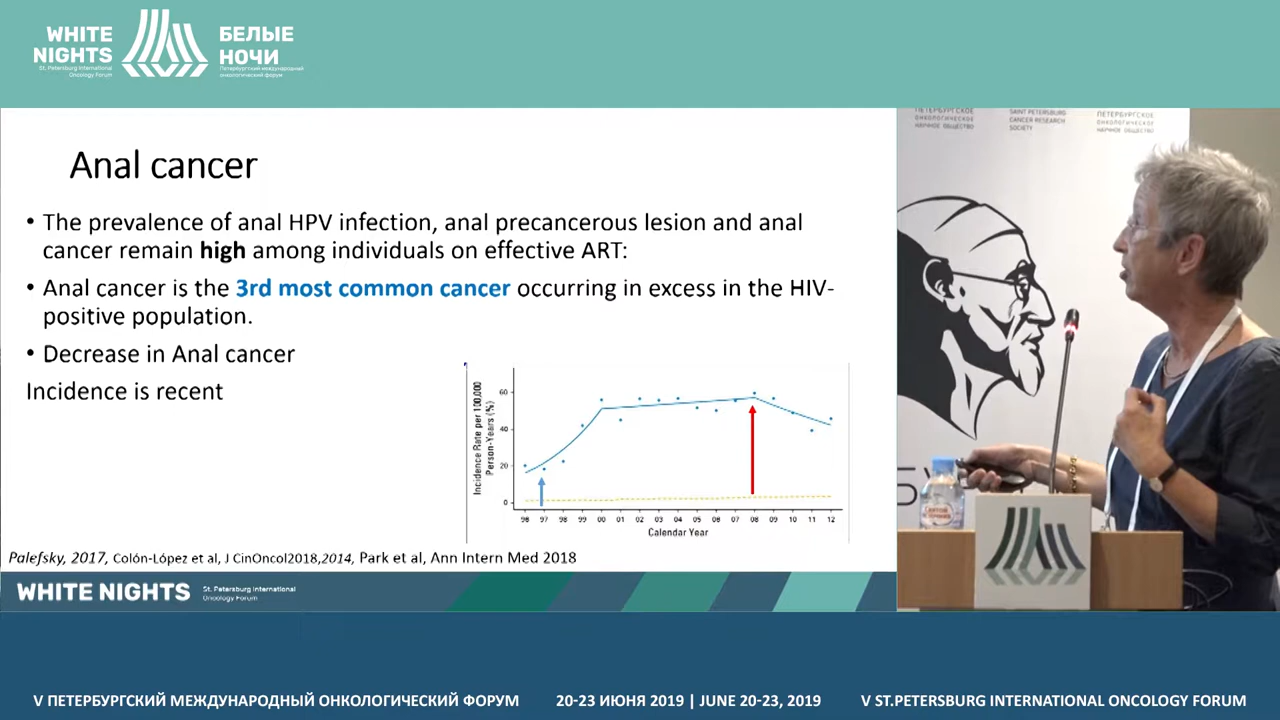 WHITE
NIGHTS
St. Petersburg International
Oncology Forum
БЕЛЫЕ
НОЧИ
Петербургский международный
онкологический форум
ПЕТЕРБУРГСКОЕ
ОНКОЛОГИЧЕСКОЕ
НАУЧНОЕ ОБЩЕСТВО
SAINT PETERSBURG
CANCER RESEARCH
SOCIETY
ПЕТЕРБУРГСКОЕ
ОНКОЛОГИЧЕСКОЕ
НАУЧНОЕ ОБЩЕСТВО
Anal cancer
• The prevalence of anal HPV infection, anal precancerous lesion and anal
cancer remain high among individuals on effective ART:
• Anal cancer is the 3rd most common cancer occurring in excess in the HIV-
positive population.
• Decrease in Anal cancer
Incidence is recent
Incidence Rate per 100,000
Person-Years (%)
60
40
20
0
96 97 98 99 00 01 02 03 04 05 06 07 08 09 10 11 12
Calendar Year
Palefsky, 2017, Colón-López et al, J CinOncol2018,2014, Park et al, Ann Intern Med 2018
WHITE NIGHTS
St. Petersburg International
Oncology Forum
V ПЕТЕРБУРГСКИЙ МЕЖДУНАРОДНЫЙ ОНКОЛОГИЧЕСКИЙ ФОРУМ
20-23 ИЮНЯ 2019 | JUNE 20-23, 2019
V ST.PETERSBURG INTERNATIONAL ONCOLOGY FORUM